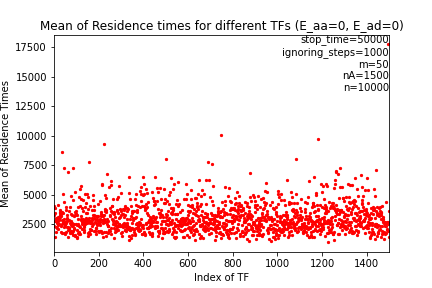 Mean of Residence times for different TFs (E_aa=0, E_ad=0)
stop_time=50000
ignoring_steps=1000
m=50
nA=1500
n=10000
Mean of Residence Times
17500
15000
12500
10000
7500
5000
2500
0 200 400 600 800 1000 1200 1400
Index of TF